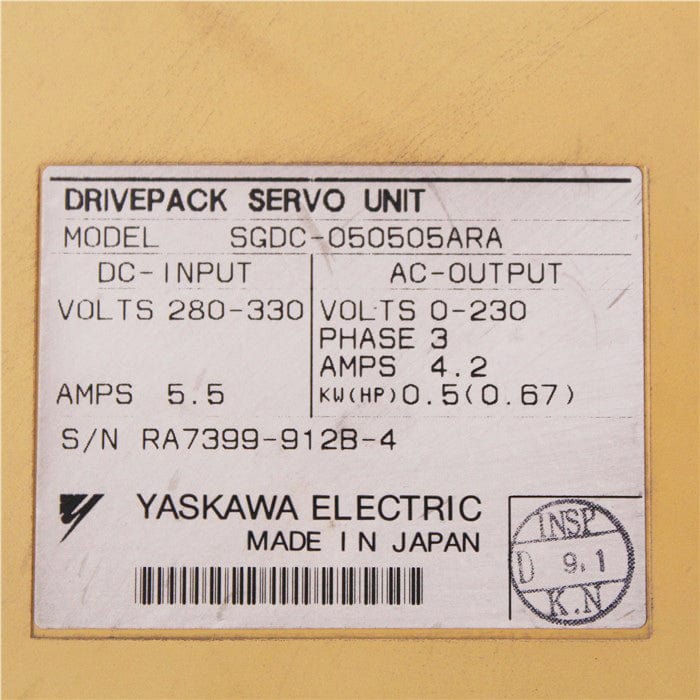 DRIVEPACK SERVO UNIT
MODEL SGDC-050505ARA
DC-INPUT
VOLTS 280-330
AMPS 5.5
AC-OUTPUT
VOLTS 0-230
PHASE 3
AMPS 4.2
KW(HP) 0.5(0.67)
S/N RA7399-912B-4
YASKAWA ELECTRIC
MADE IN JAPAN
INSP
D 9.1
K.N